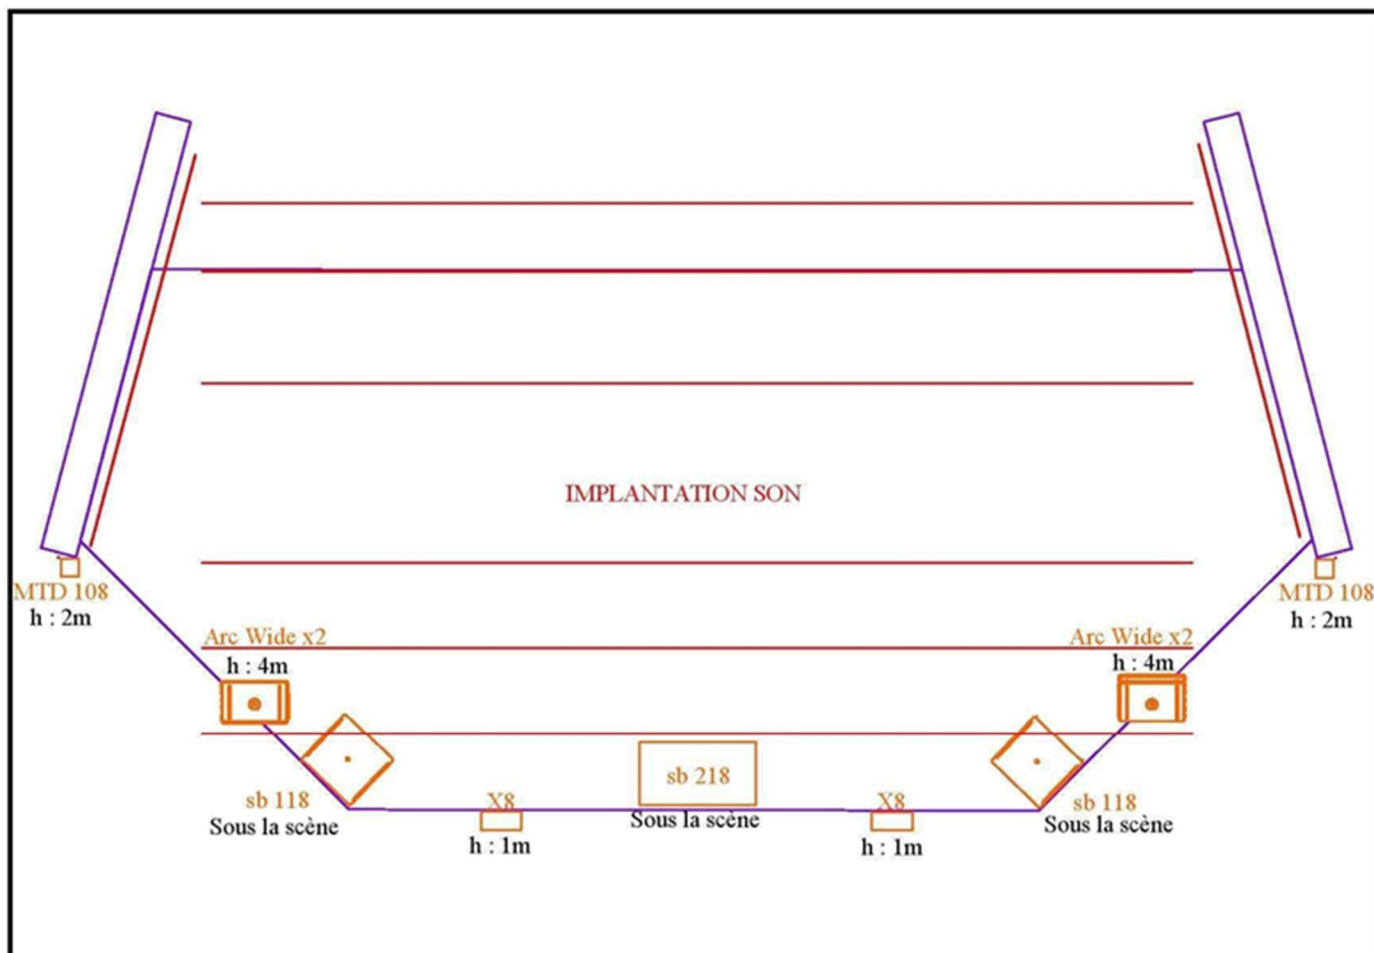 IMPLANTATION SON
MTD 108
h : 2m
MTD 108
h : 2m
Arc Wide x2
h : 4m
Arc Wide x2
h : 4m
sb 118
Sous la scène
X8
h : 1m
sb 218
Sous la scène
X8
h : 1m
sb 118
Sous la scène